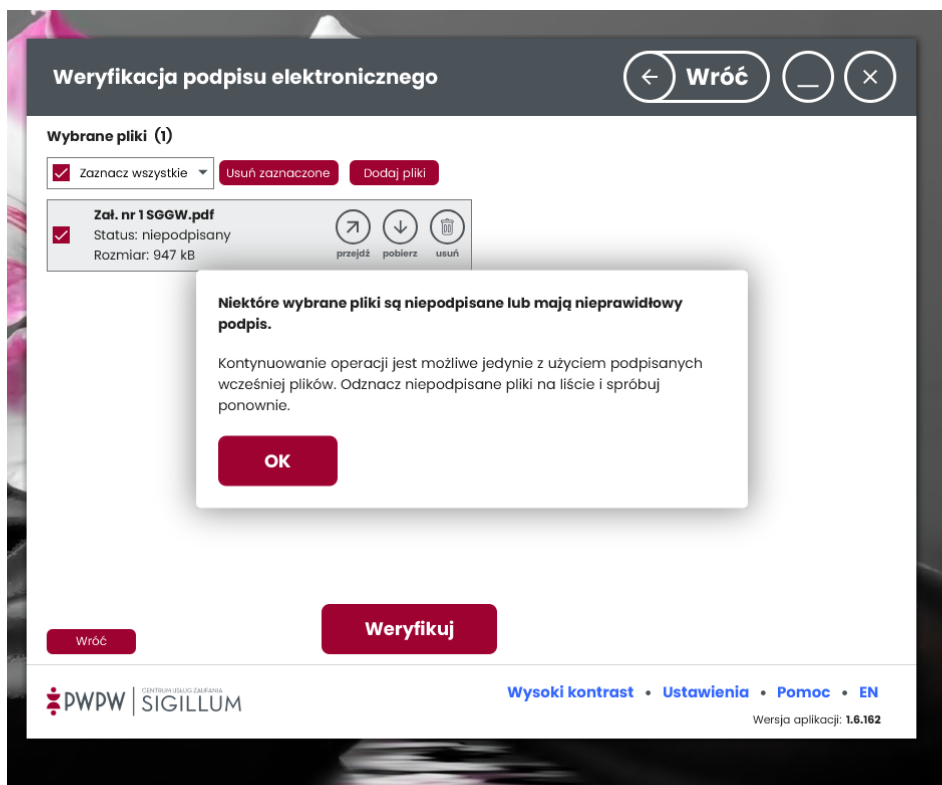 Weryfikacja podpisu elektronicznego
Wróć
Wybrane pliki (1)
Zaznacz wszystkie
Usuń zaznaczone
Dodaj pliki
Zał. nr 1 SGGW.pdf
Status: niepodpisany
Rozmiar: 947 kB
przejdź
pobierz
usuń
Niektóre wybrane pliki są niepodpisane lub mają nieprawidłowy
podpis.
Kontynuowanie operacji jest możliwe jedynie z użyciem podpisanych
wcześniej plików. Odznacz niepodpisane pliki na liście i spróbuj
ponownie.
OK
Weryfikuj
Wróć
PWPW
CENTRUM USŁUG ZAUFANIA
SIGILLUM
Wysoki kontrast • Ustawienia • Pomoc • EN
Wersja aplikacji: 1.6.162